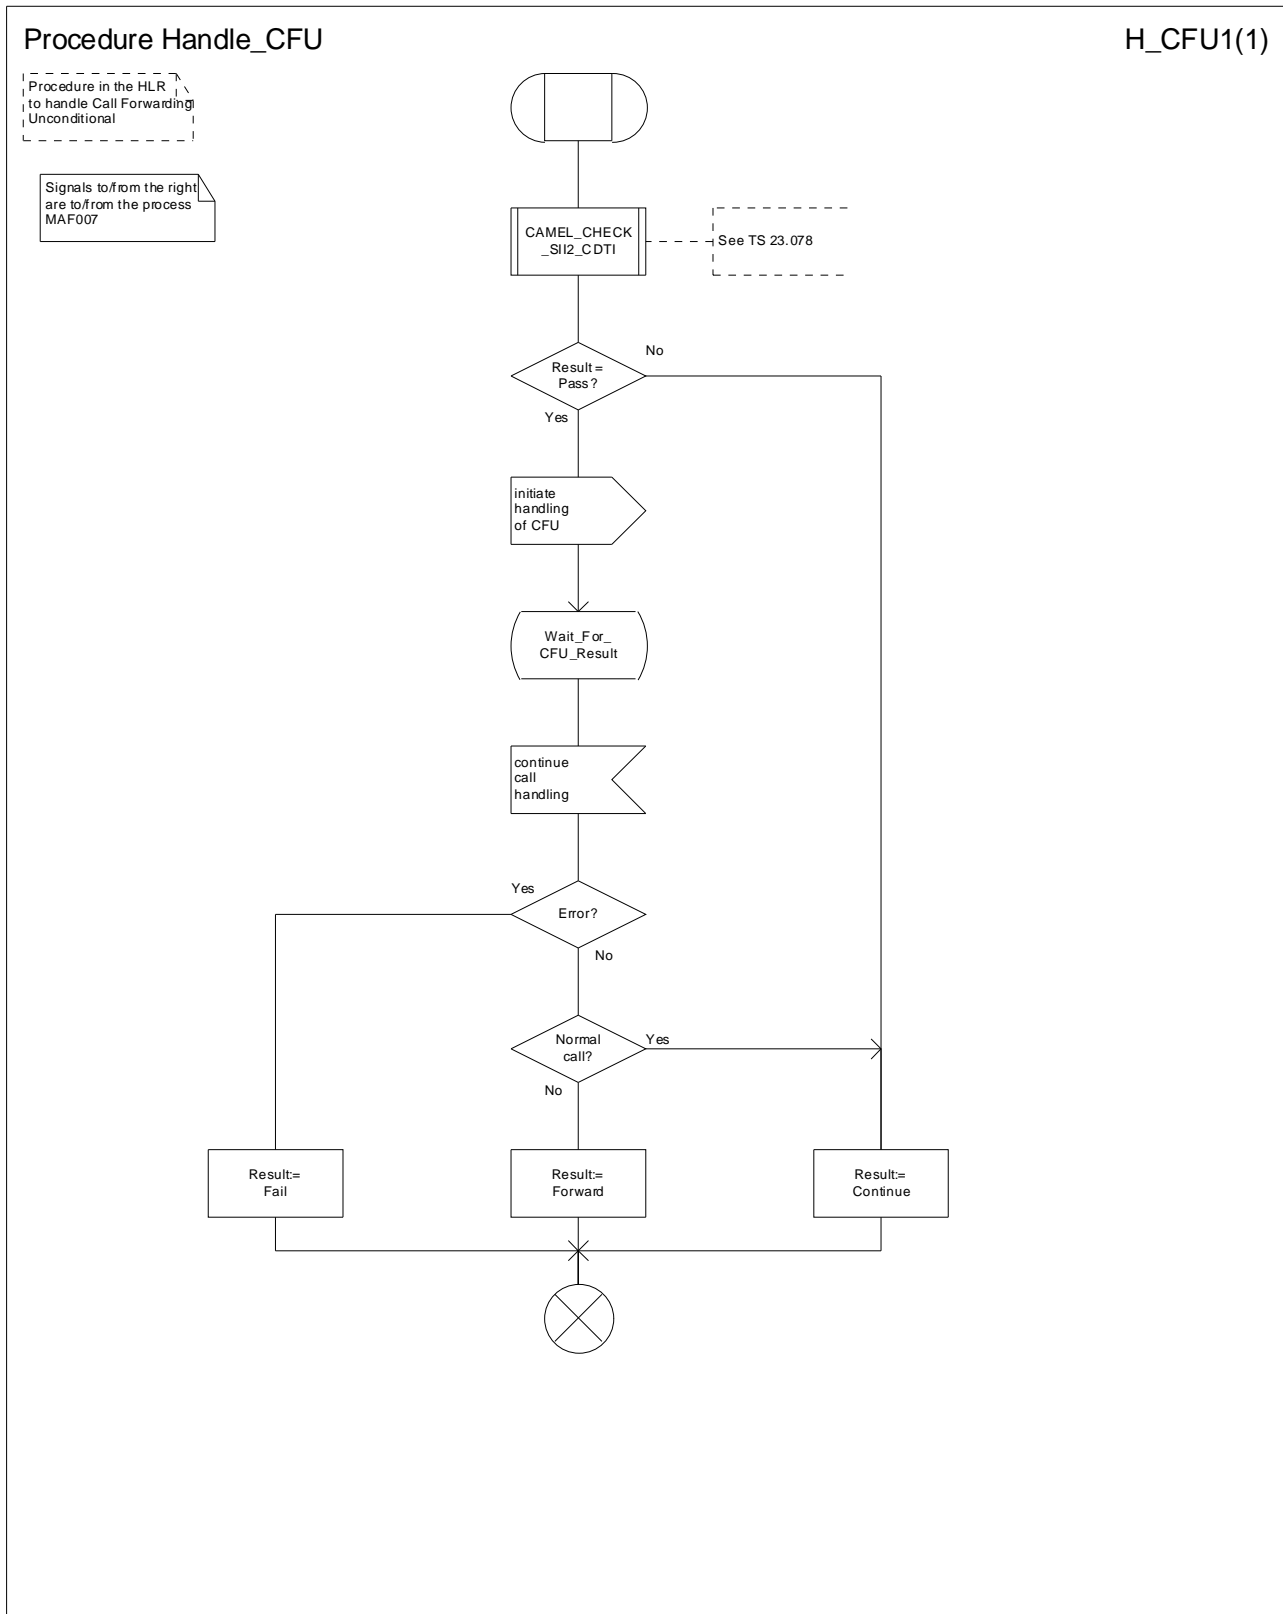 Procedure Handle_CFU
H_CFU1(1)
Procedure in the HLR
to handle Call Forwarding
Unconditional
Signals to/from the right
are to/from the process
MAF007
CAMEL_CHECK
_SII2_CDTI
See TS 23.078
Result =
Pass?
No
Yes
initiate
handling
of CFU
Wait_For_
CFU_Result
continue
call
handling
Yes
Error?
No
Normal
call?
Yes
No
Result:=
Fail
Result:=
Forward
Result:=
Continue